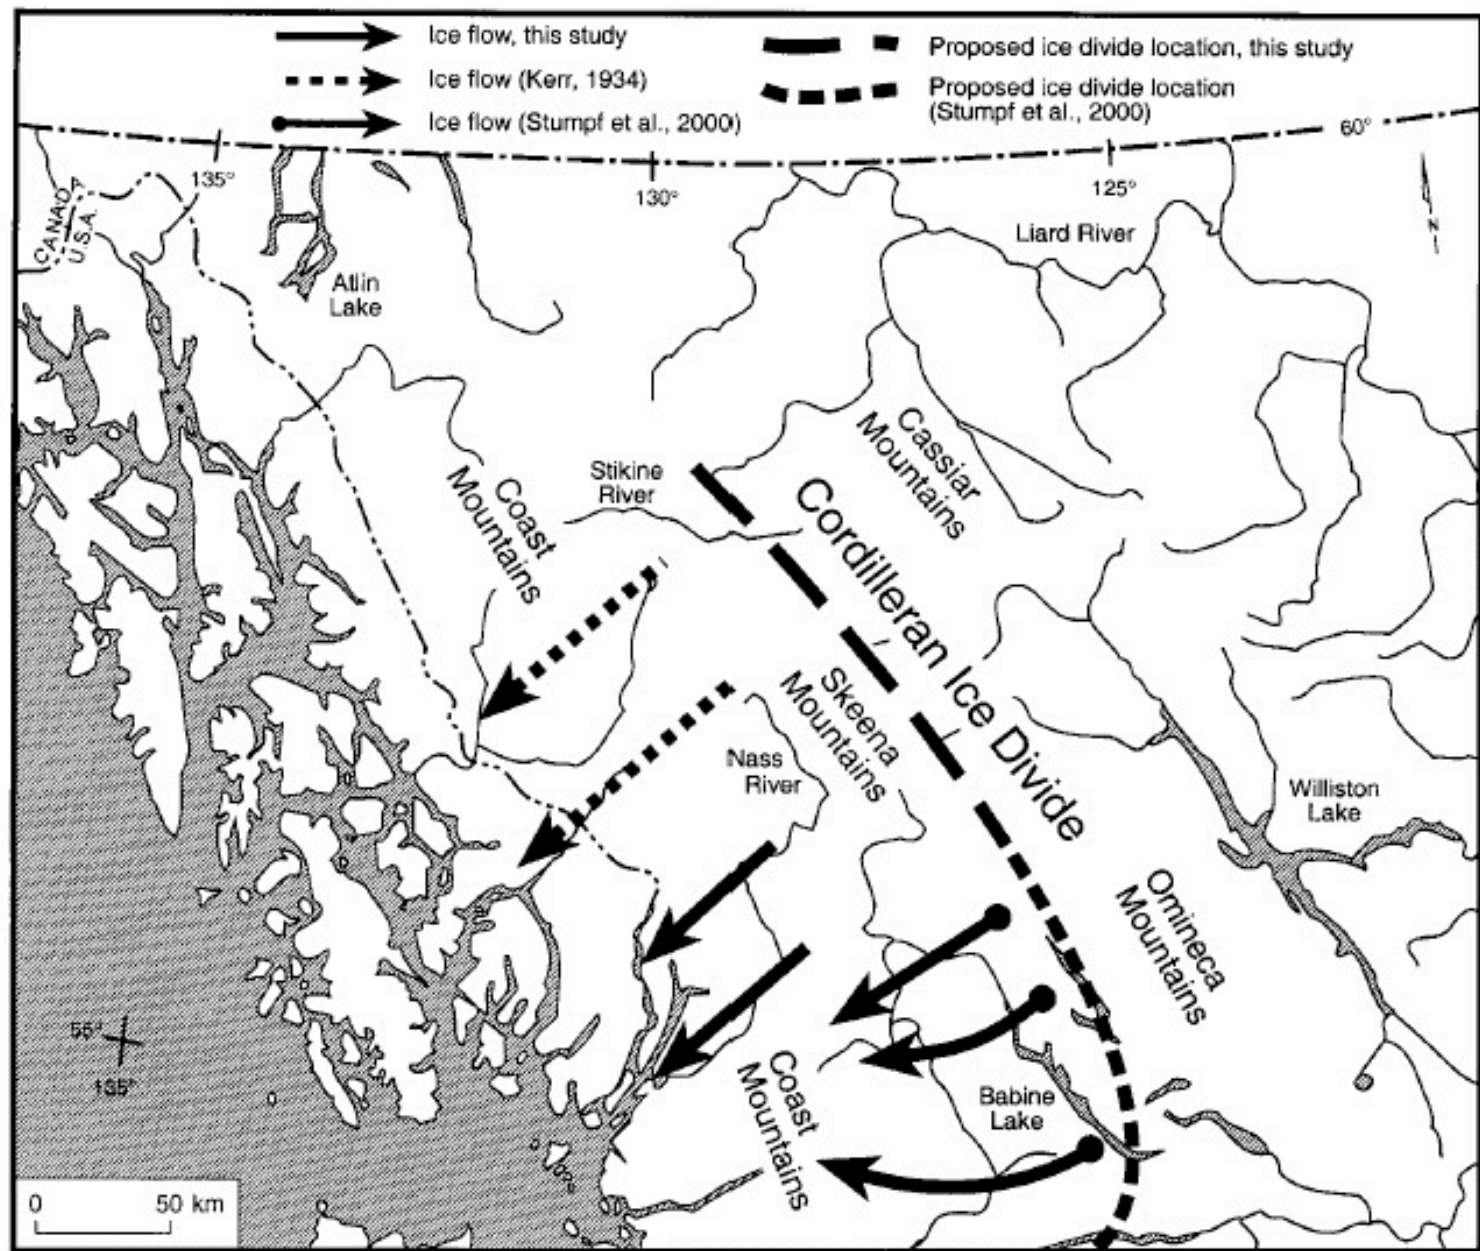 Ice flow, this study
Ice flow (Kerr, 1934)
Ice flow (Stumpf et al., 2000)
Proposed ice divide location, this study
Proposed ice divide location
(Stumpf et al., 2000)
60°
135°
130°
125°
CANADA
U.S.A.
N
Liard River
Atlin
Lake
Cassiar
Mountains
Stikine
River
Coast
Mountains
Cordilleran Ice Divide
Skeena
Mountains
Nass
River
Williston
Lake
Omineca
Mountains
55°
135°
Coast
Mountains
Babine
Lake
0 50 km